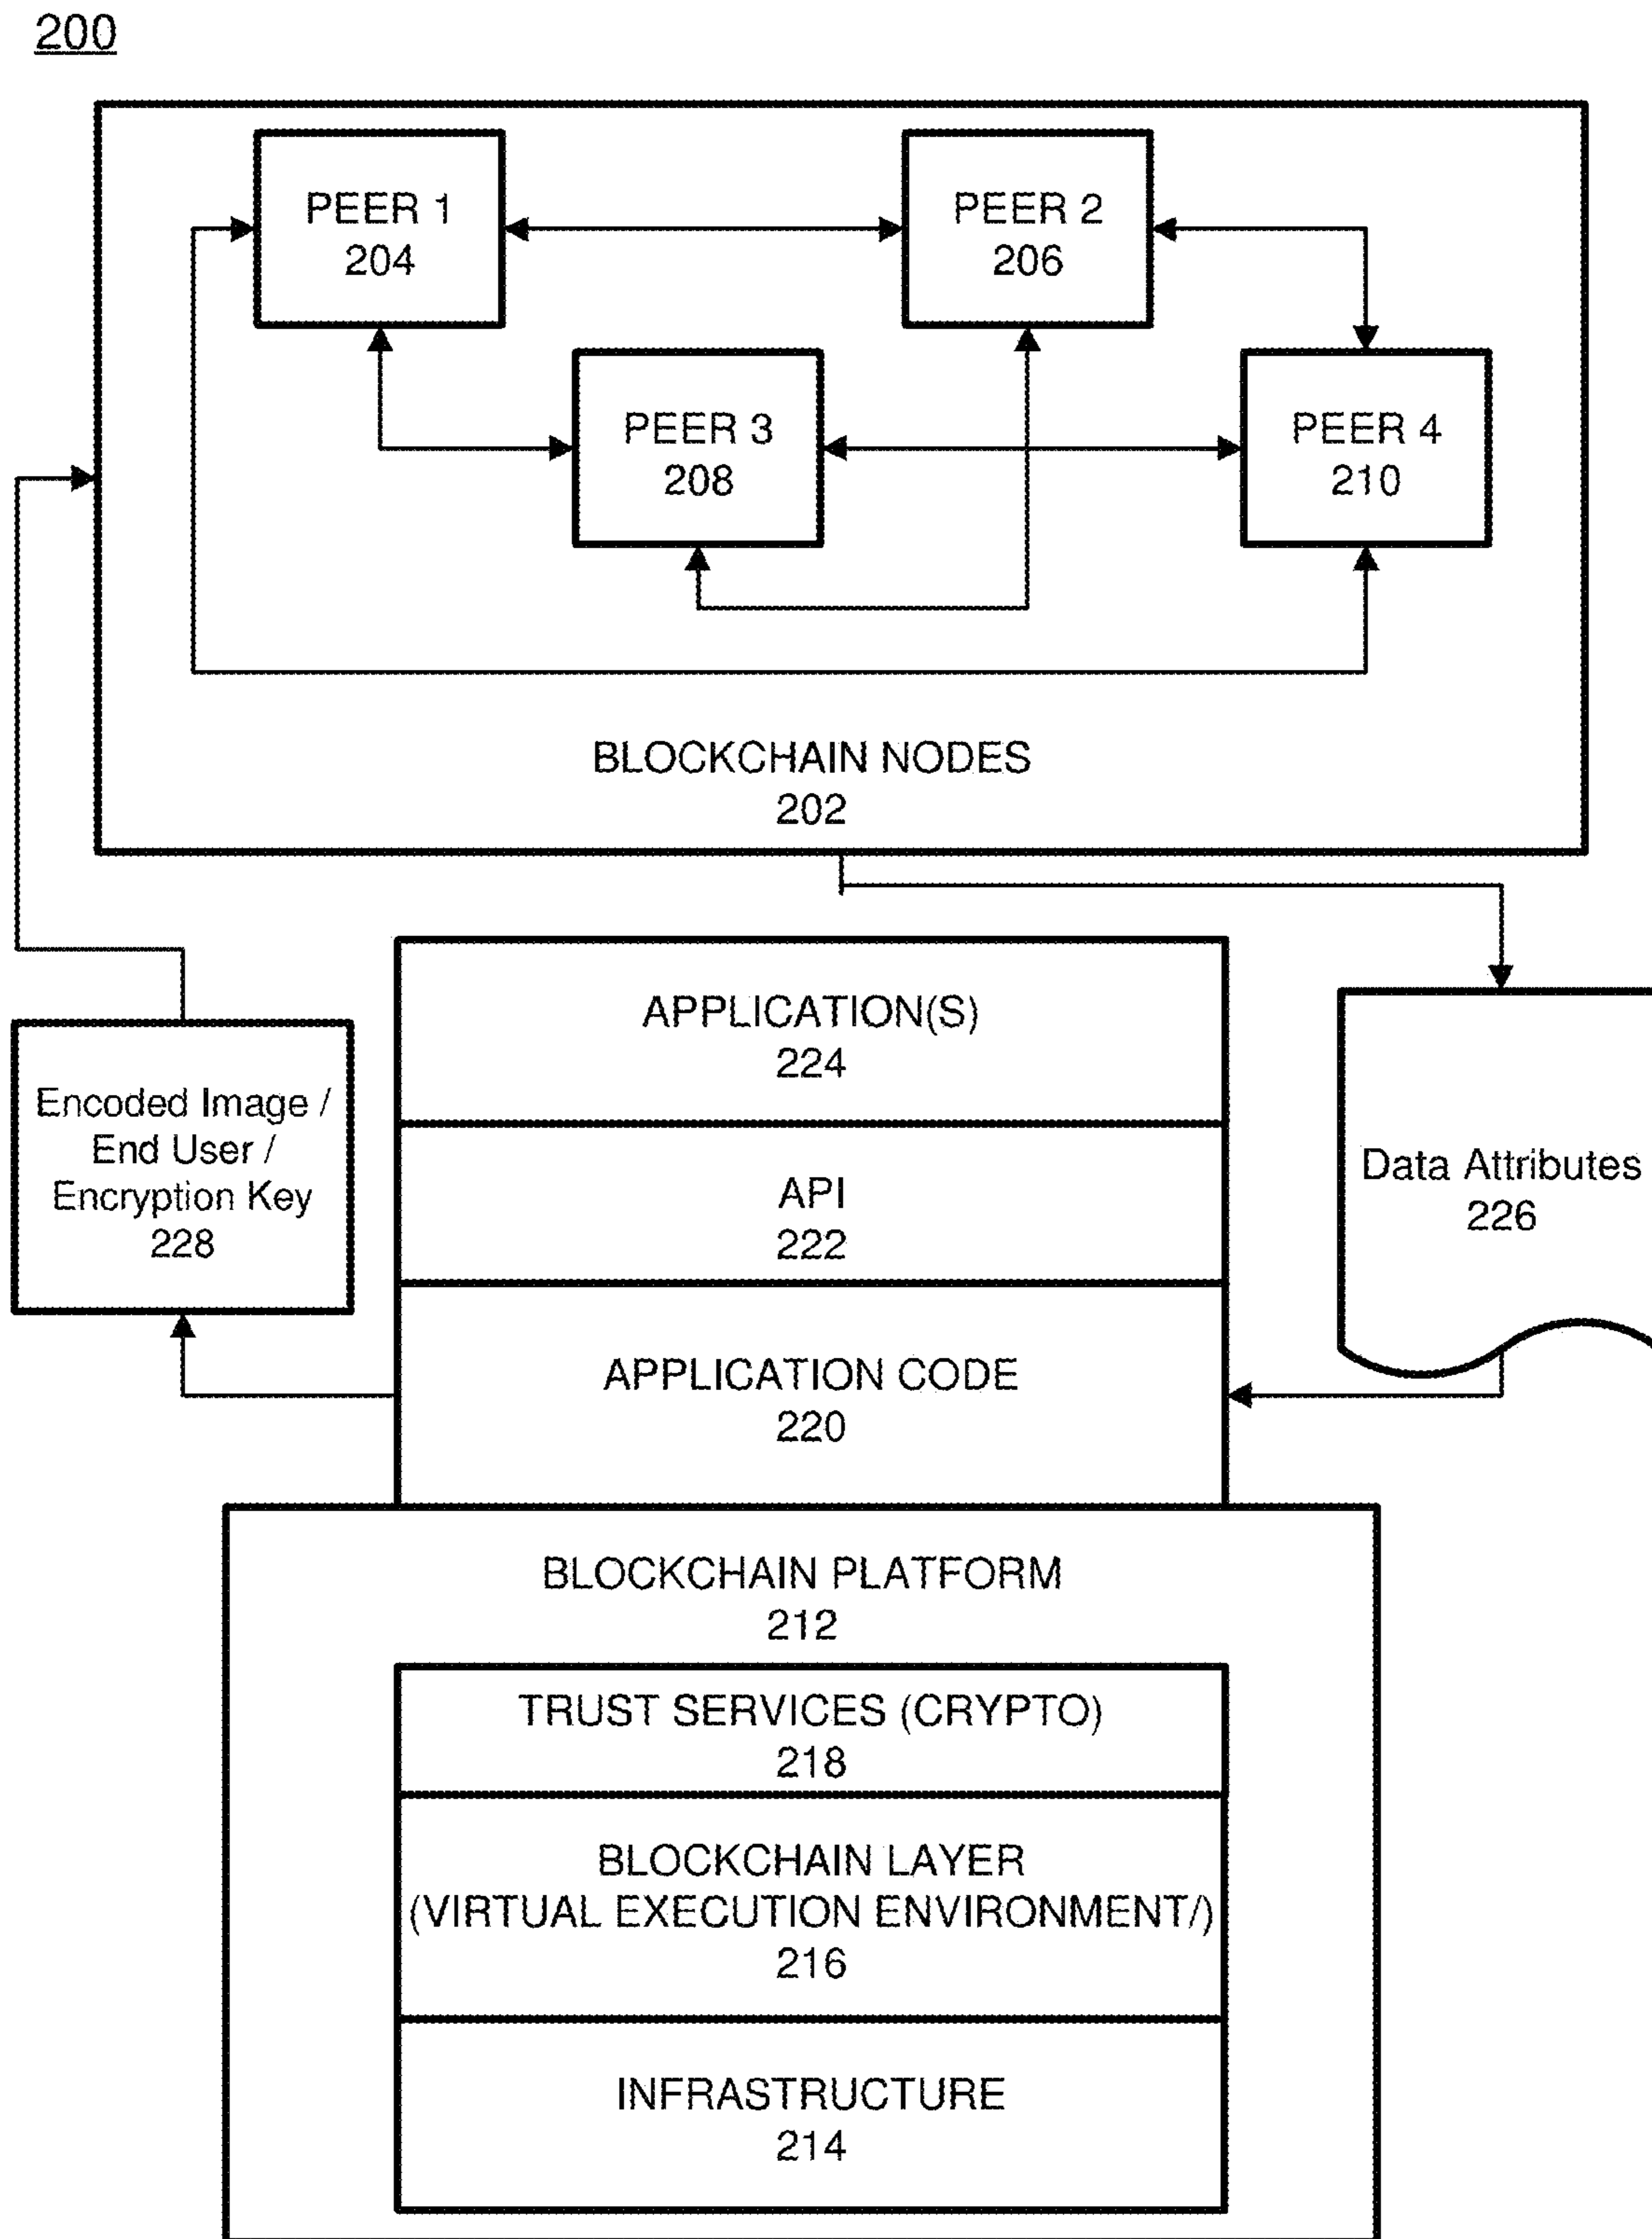 200
PEER 1
204
PEER 2
206
PEER 3
208
PEER 4
210
BLOCKCHAIN NODES
202
APPLICATION(S)
224
Encoded Image /
End User /
Encryption Key
228
API
222
Data Attributes
226
APPLICATION CODE
220
BLOCKCHAIN PLATFORM
212
TRUST SERVICES (CRYPTO)
218
BLOCKCHAIN LAYER
(VIRTUAL EXECUTION ENVIRONMENT/)
216
INFRASTRUCTURE
214